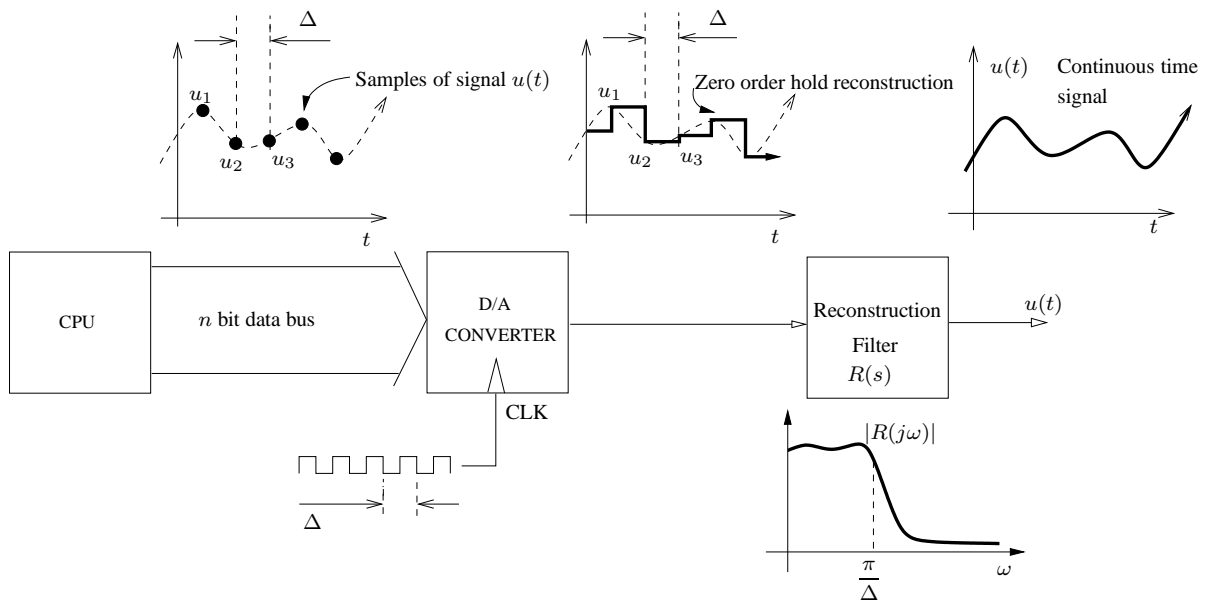 Δ
Samples of signal u(t)
u₁
u₂
u₃
t
Δ
Zero order hold reconstruction
u₁
u₂
u₃
t
u(t)
Continuous time
signal
t
CPU
n bit data bus
D/A
CONVERTER
CLK
Δ
Reconstruction
Filter
R(s)
u(t)
|R(jω)|
π/Δ
ω